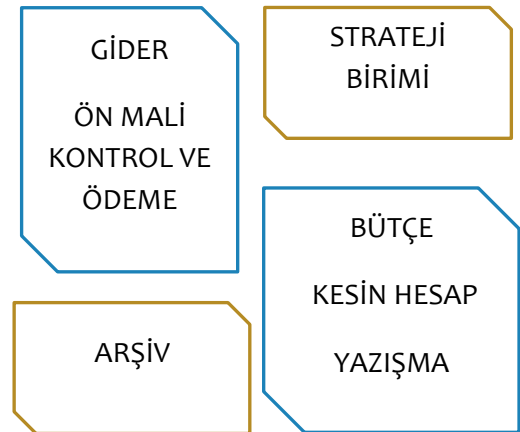 GİDER
ÖN MALİ
KONTROL VE
ÖDEME
STRATEJİ
BİRİMİ
BÜTÇE
KESİN HESAP
YAZIŞMA
ARŞİV